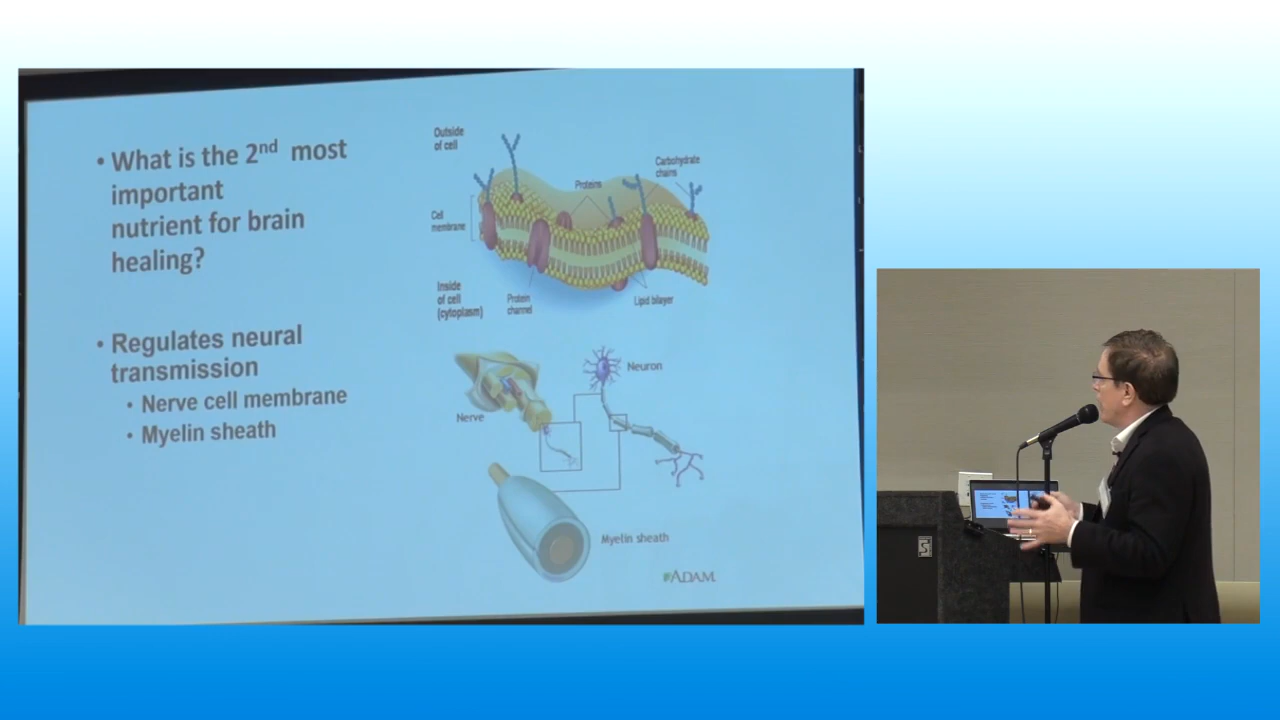 • What is the 2nd most
important
nutrient for brain
healing?
• Regulates neural
transmission
• Nerve cell membrane
• Myelin sheath
Outside
of cell
Carbohydrate
chains
Proteins
Cell
membrane
Inside
of cell
(cytoplasm)
Protein
channel
Lipid bilayer
Neuron
Nerve
Myelin sheath
ADAM